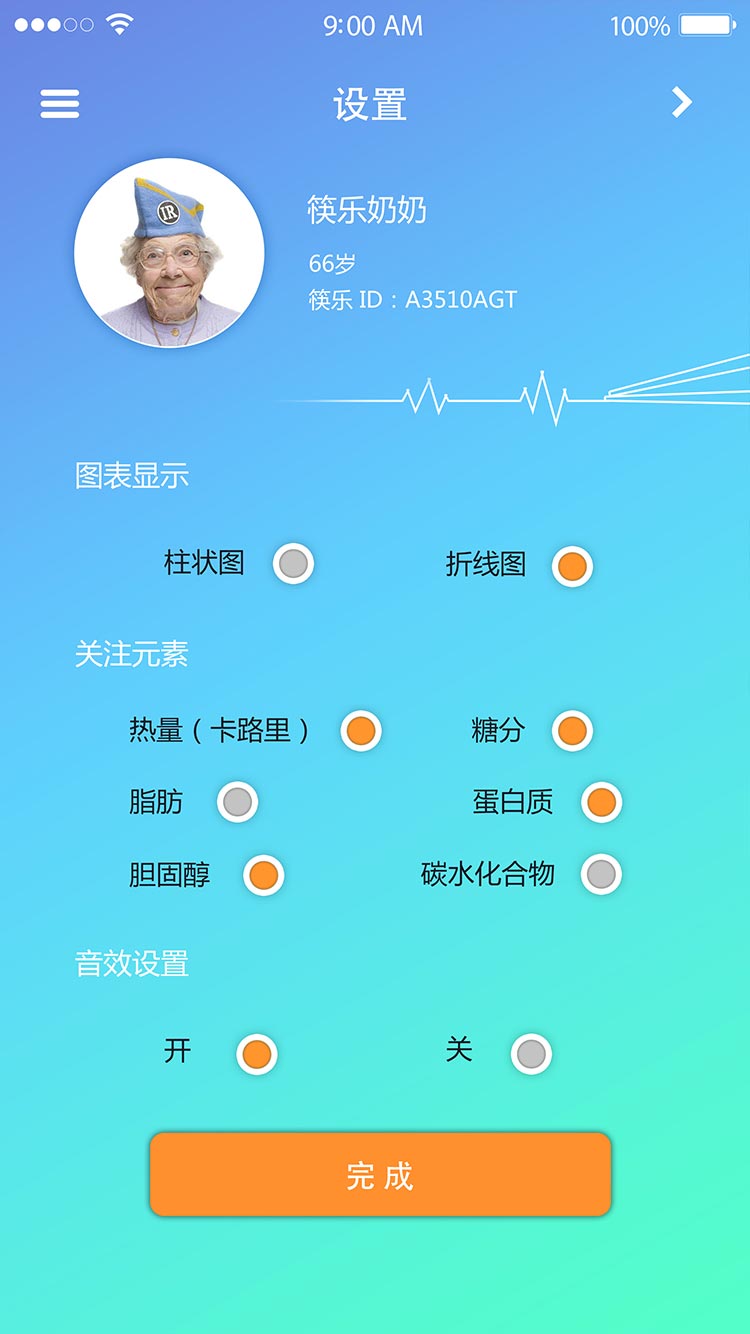 9:00 AM 100%
设置
IR
筷乐奶奶
66岁
筷乐 ID：A3510AGT
图表显示
柱状图 折线图
关注元素
热量（卡路里） 糖分
脂肪 蛋白质
胆固醇 碳水化合物
音效设置
开 关
完成